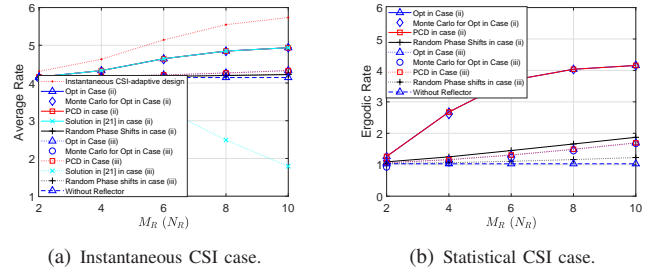 6
5
4
3
2
1
Average Rate
Instantaneous CSI-adaptive design
Opt in Case (ii)
Monte Carlo for Opt in Case (ii)
PCD in Case (ii)
Solution in [21] in case (ii)
Random Phase Shifts in case (ii)
Opt in Case (iii)
Monte Carlo for Opt in Case (iii)
PCD in Case (iii)
Solution in [21] in case (iii)
Random Phase shifts in case (iii)
Without Reflector
2 4 6 8 10
M_R (N_R)
(a) Instantaneous CSI case.
6
5
4
3
2
1
0
Ergodic Rate
Opt in Case (ii)
Monte Carlo for Opt in Case (ii)
PCD in Case (ii)
Random Phase Shifts in case (ii)
Opt in Case (iii)
Monte Carlo for Opt in Case (iii)
PCD in Case (iii)
Random Phase shifts in case (iii)
Without Reflector
2 4 6 8 10
M_R (N_R)
(b) Statistical CSI case.